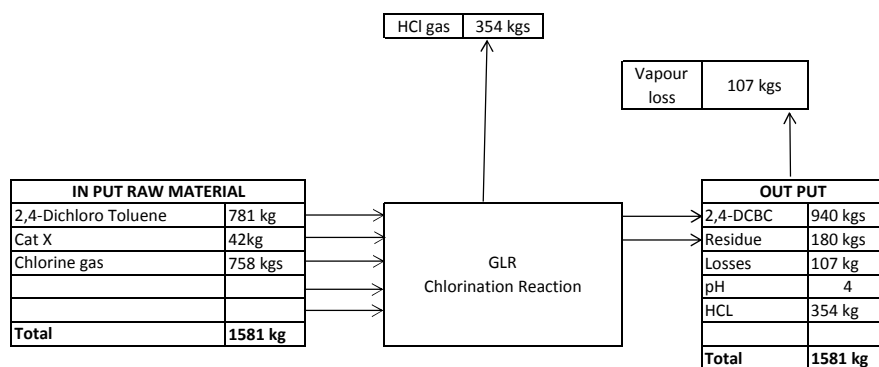 HCl gas 354 kgs
Vapour loss 107 kgs
IN PUT RAW MATERIAL
2,4-Dichloro Toluene 781 kg
Cat X 42kg
Chlorine gas 758 kgs
Total 1581 kg
GLR
Chlorination Reaction
OUT PUT
2,4-DCBC 940 kgs
Residue 180 kgs
Losses 107 kg
pH 4
HCL 354 kg
Total 1581 kg